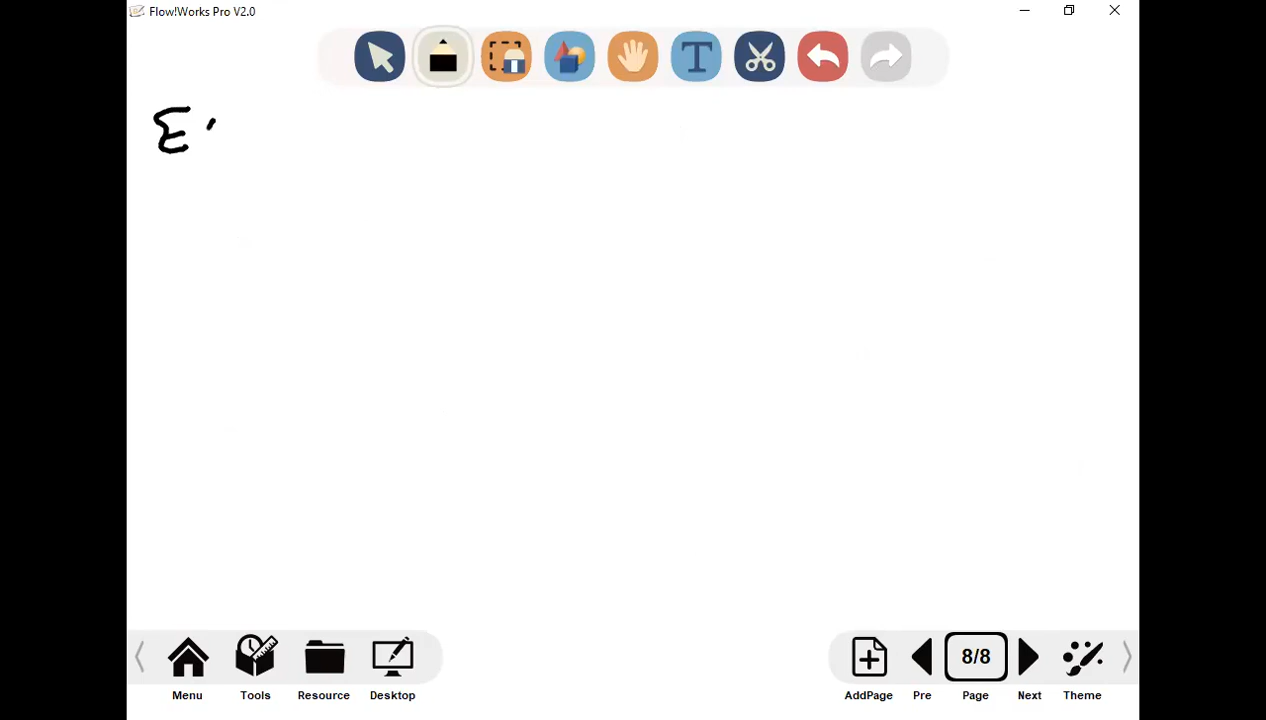 Flow!Works Pro V2.0
T
E
8/8
Menu Tools Resource Desktop AddPage Pre Page Next Theme